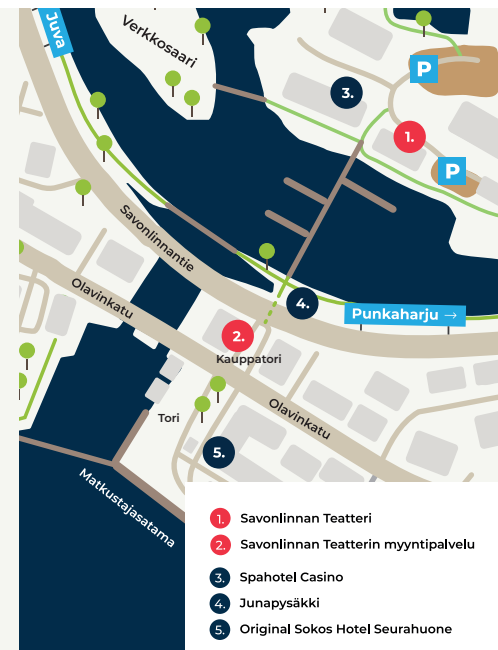 Juva
Verkkosaari
P
3.
1.
P
Savonlinnantie
Olavinkatu
4.
Punkaharju →
2.
Kauppatori
Tori
Olavinkatu
5.
Matkustajasatama
1. Savonlinnan Teatteri
2. Savonlinnan Teatterin myyntipalvelu
3. Spahotel Casino
4. Junapysäkki
5. Original Sokos Hotel Seurahuone